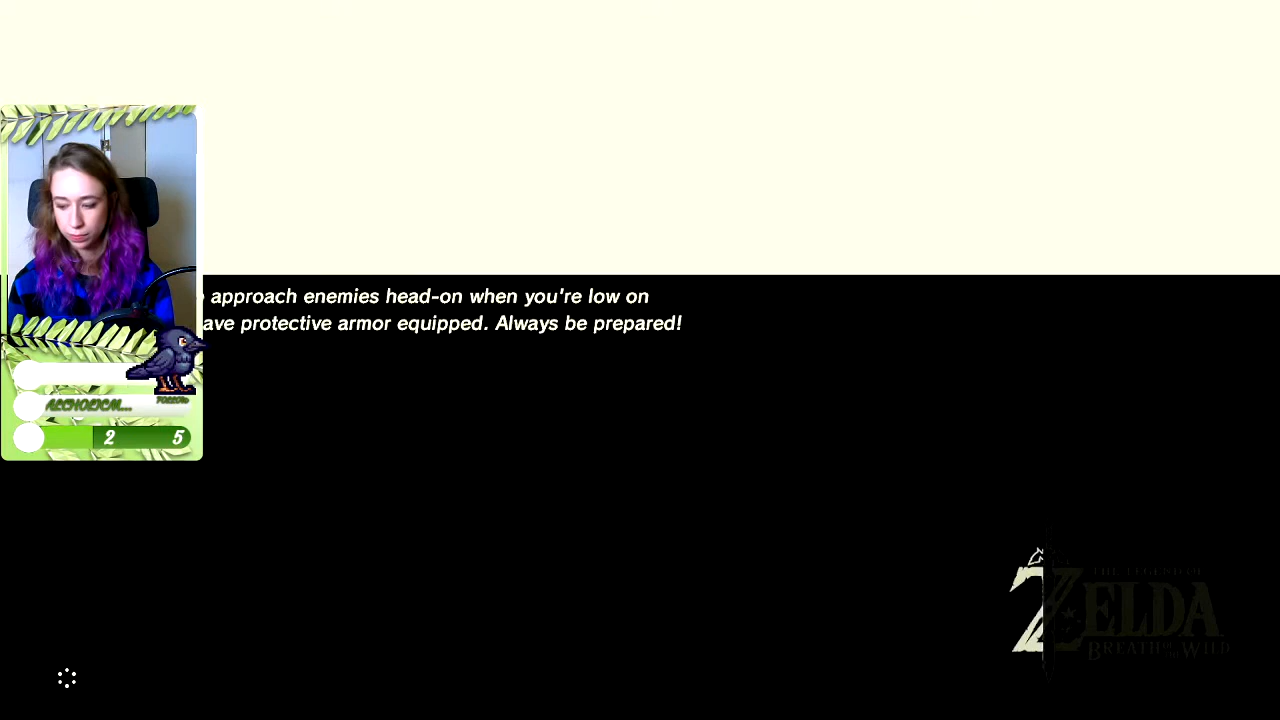 approach enemies head-on when you're low on
ave protective armor equipped. Always be prepared!
FOLLOW
2 5
THE LEGEND OF
ZELDA
BREATH OF THE WILD